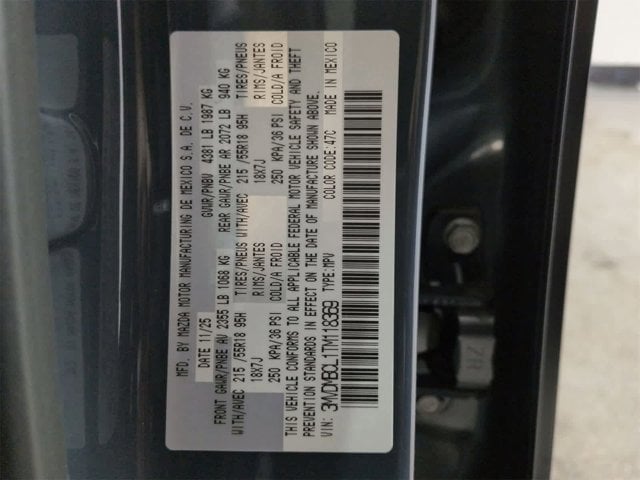 MFD. BY MAZDA MOTOR MANUFACTURING DE MEXICO S.A. DE C.V.
DATE 11/25 GVWR/PNBV 4381 LB 1987 KG
FRONT GAWR/PNBE AV 2355 LB 1068 KG REAR GAWR/PNBE AR 2072 LB 940 KG
WITH/AVEC 215 /55R18 95H TIRES/PNEUS WITH/AVEC 215 /55R18 95H TIRES/PNEUS
18X7J RIMS/JANTES 18X7J RIMS/JANTES
250 KPA/36 PSI COLD/A FROID 250 KPA/36 PSI COLD/A FROID
THIS VEHICLE CONFORMS TO ALL APPLICABLE FEDERAL MOTOR VEHICLE SAFETY AND THEFT
PREVENTION STANDARDS IN EFFECT ON THE DATE OF MANUFACTURE SHOWN ABOVE.
VIN: 3MVDMBCL1TM118369 TYPE:MPV COLOR CODE:47C MADE IN MEXICO
ZR